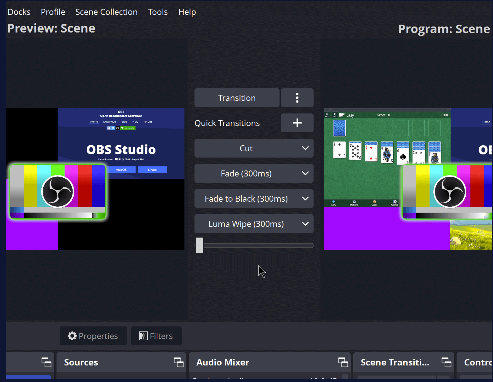 Docks Profile Scene Collection Tools Help
Preview: Scene
Program: Scene
Transition
Quick Transitions
Cut
OBS Studio
Fade (300ms)
Fade to Black (300ms)
Luma Wipe (300ms)
Properties Filters
Sources Audio Mixer Scene Transiti... Contro